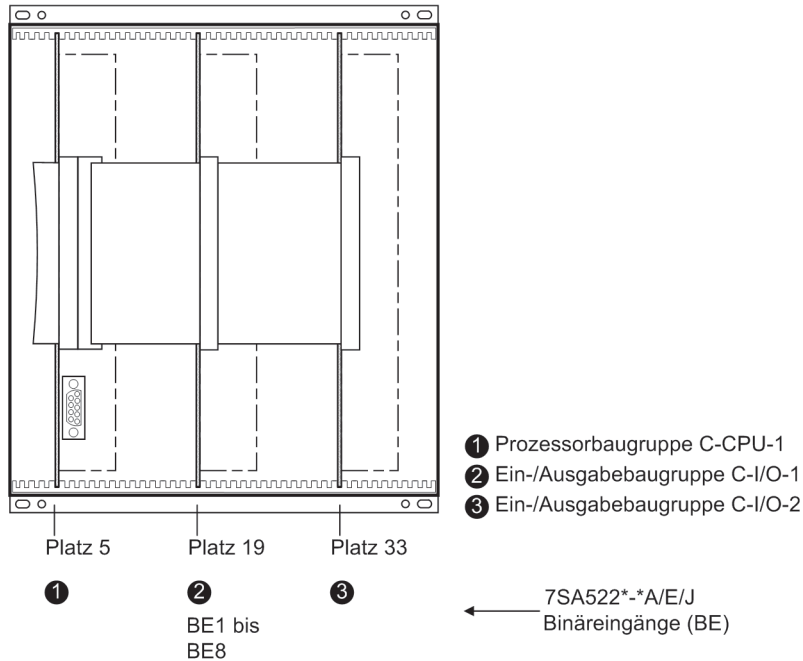 1 Prozessorbaugruppe C-CPU-1
2 Ein-/Ausgabebaugruppe C-I/O-1
3 Ein-/Ausgabebaugruppe C-I/O-2
Platz 5 Platz 19 Platz 33
1 2 3
7SA522*-*A/E/J
Binäreingänge (BE)
BE1 bis
BE8